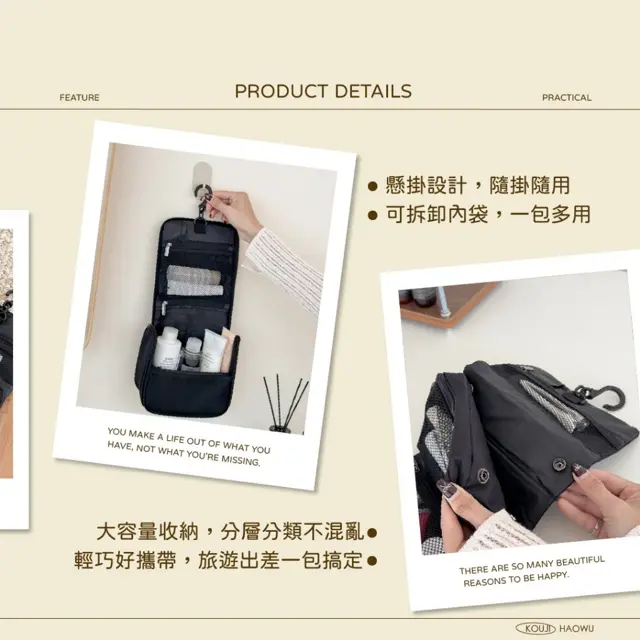 PRODUCT DETAILS
FEATURE
PRACTICAL
● 懸掛設計，隨掛隨用
● 可拆卸內袋，一包多用
YOU MAKE A LIFE OUT OF WHAT YOU
HAVE, NOT WHAT YOU'RE MISSING.
大容量收納，分層分類不混亂●
輕巧好攜帶，旅遊出差一包搞定●
THERE ARE SO MANY BEAUTIFUL
REASONS TO BE HAPPY.
KOUJI HAOWU